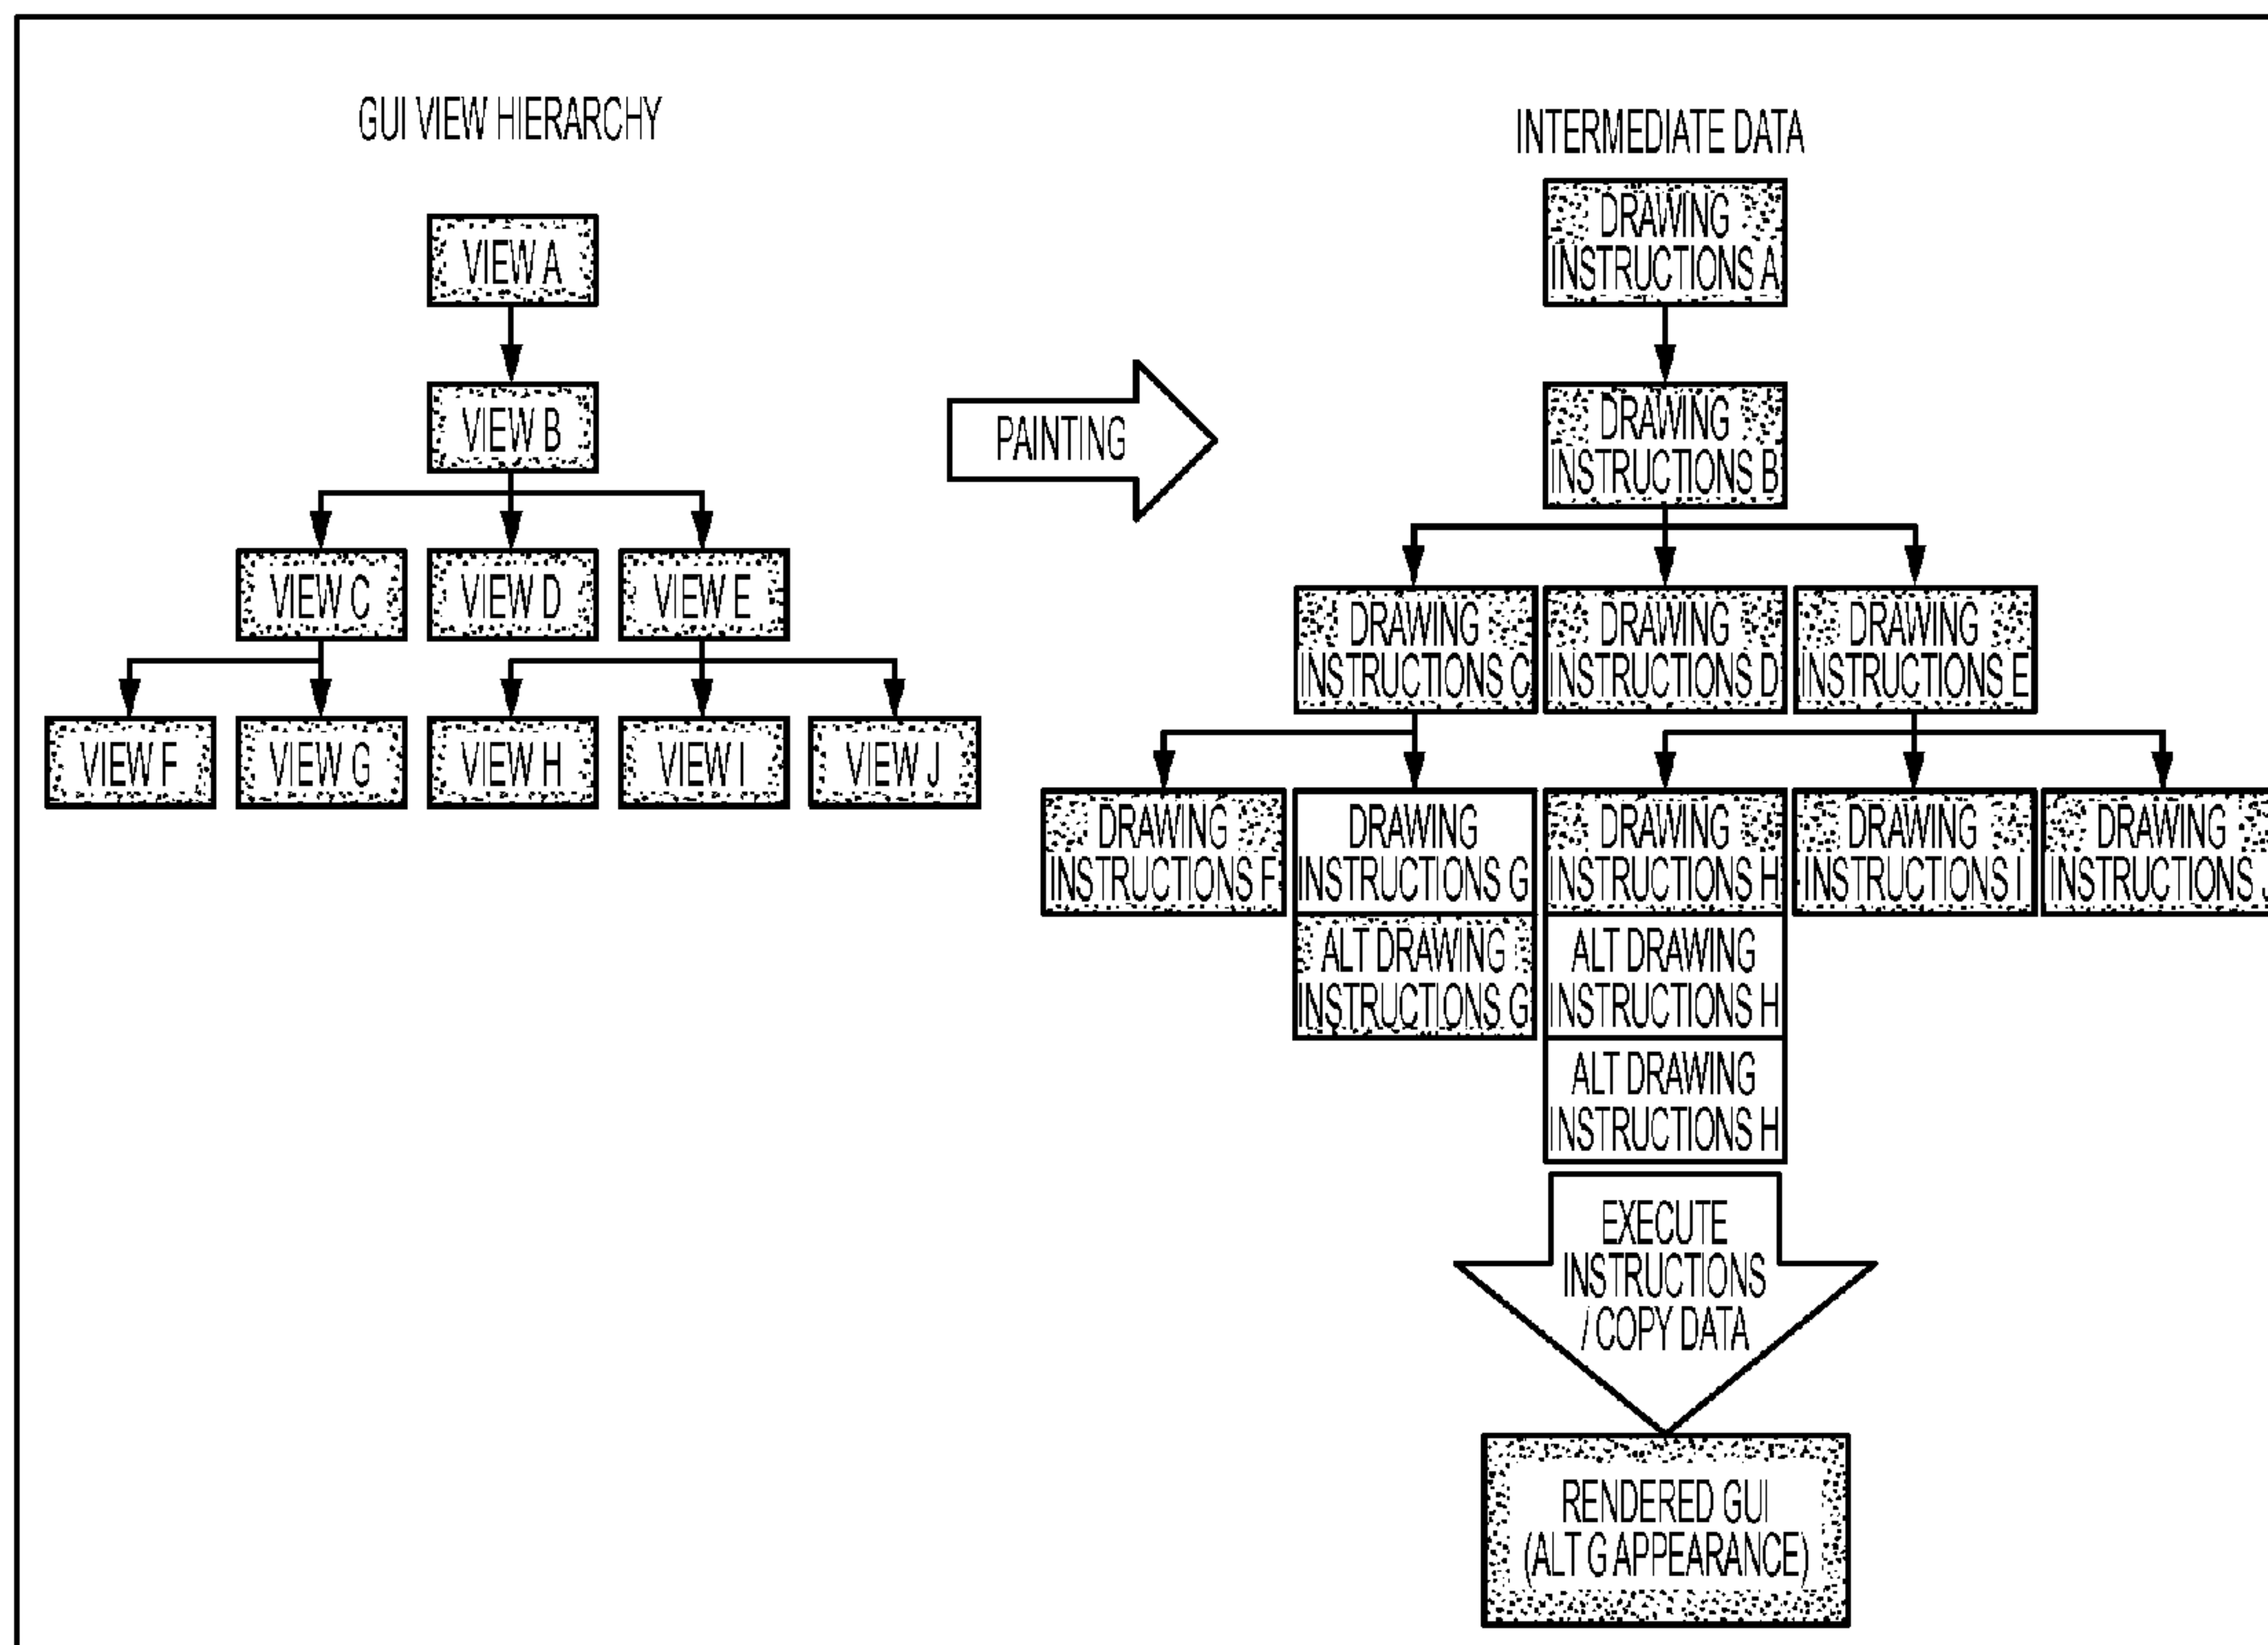 GUI VIEW HIERARCHY
VIEW A
VIEW B
VIEW C
VIEW D
VIEW E
VIEW F
VIEW G
VIEW H
VIEW I
VIEW J
PAINTING
INTERMEDIATE DATA
DRAWING
INSTRUCTIONS A
DRAWING
INSTRUCTIONS B
DRAWING
INSTRUCTIONS C
DRAWING
INSTRUCTIONS D
DRAWING
INSTRUCTIONS E
DRAWING
INSTRUCTIONS F
DRAWING
INSTRUCTIONS G
ALT DRAWING
INSTRUCTIONS G
DRAWING
INSTRUCTIONS H
ALT DRAWING
INSTRUCTIONS H
ALT DRAWING
INSTRUCTIONS H
DRAWING
INSTRUCTIONS I
DRAWING
INSTRUCTIONS J
EXECUTE
INSTRUCTIONS
/ COPY DATA
RENDERED GUI
(ALT G APPEARANCE)